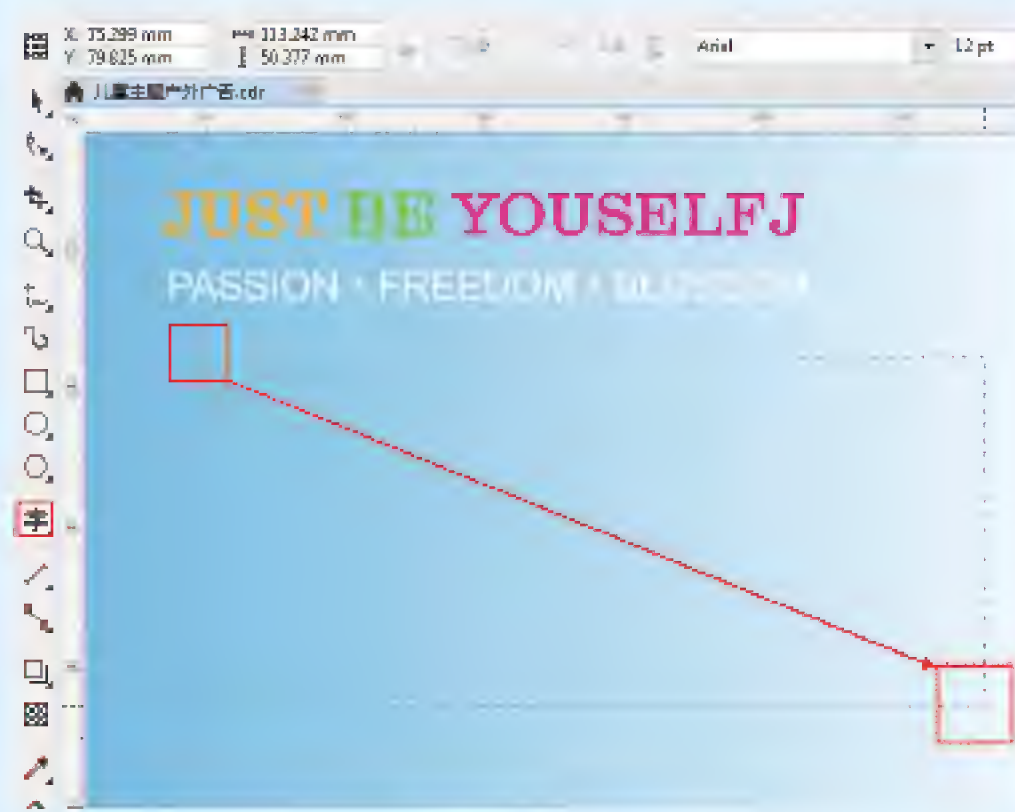 X: 75.299 mm 113.242 mm Arial 12 pt
Y: 79.825 mm 50.377 mm
儿童主题户外广告.cdr
JUST BE YOUSELFJ
PASSION · FREEDOM ·
字